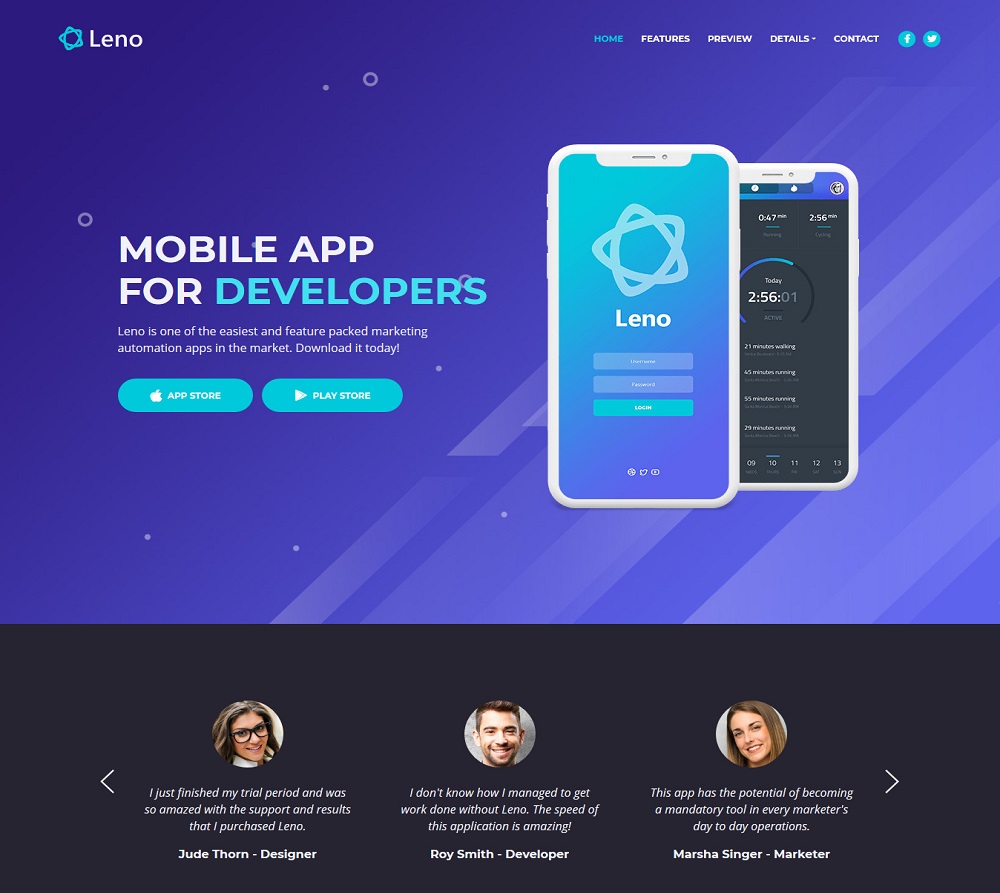 Leno
HOME FEATURES PREVIEW DETAILS CONTACT
MOBILE APP
FOR DEVELOPERS
Leno is one of the easiest and feature packed marketing
automation apps in the market. Download it today!
APP STORE PLAY STORE
Leno
Username
Password
LOGIN
0:47 min 2:56 min
Running Cycling
Today
2:56:01
ACTIVE
21 minutes walking
45 minutes running
55 minutes running
29 minutes running
09 10 11 12 13
I just finished my trial period and was
so amazed with the support and results
that I purchased Leno.
Jude Thorn - Designer
I don't know how I managed to get
work done without Leno. The speed of
this application is amazing!
Roy Smith - Developer
This app has the potential of becoming
a mandatory tool in every marketer's
day to day operations.
Marsha Singer - Marketer